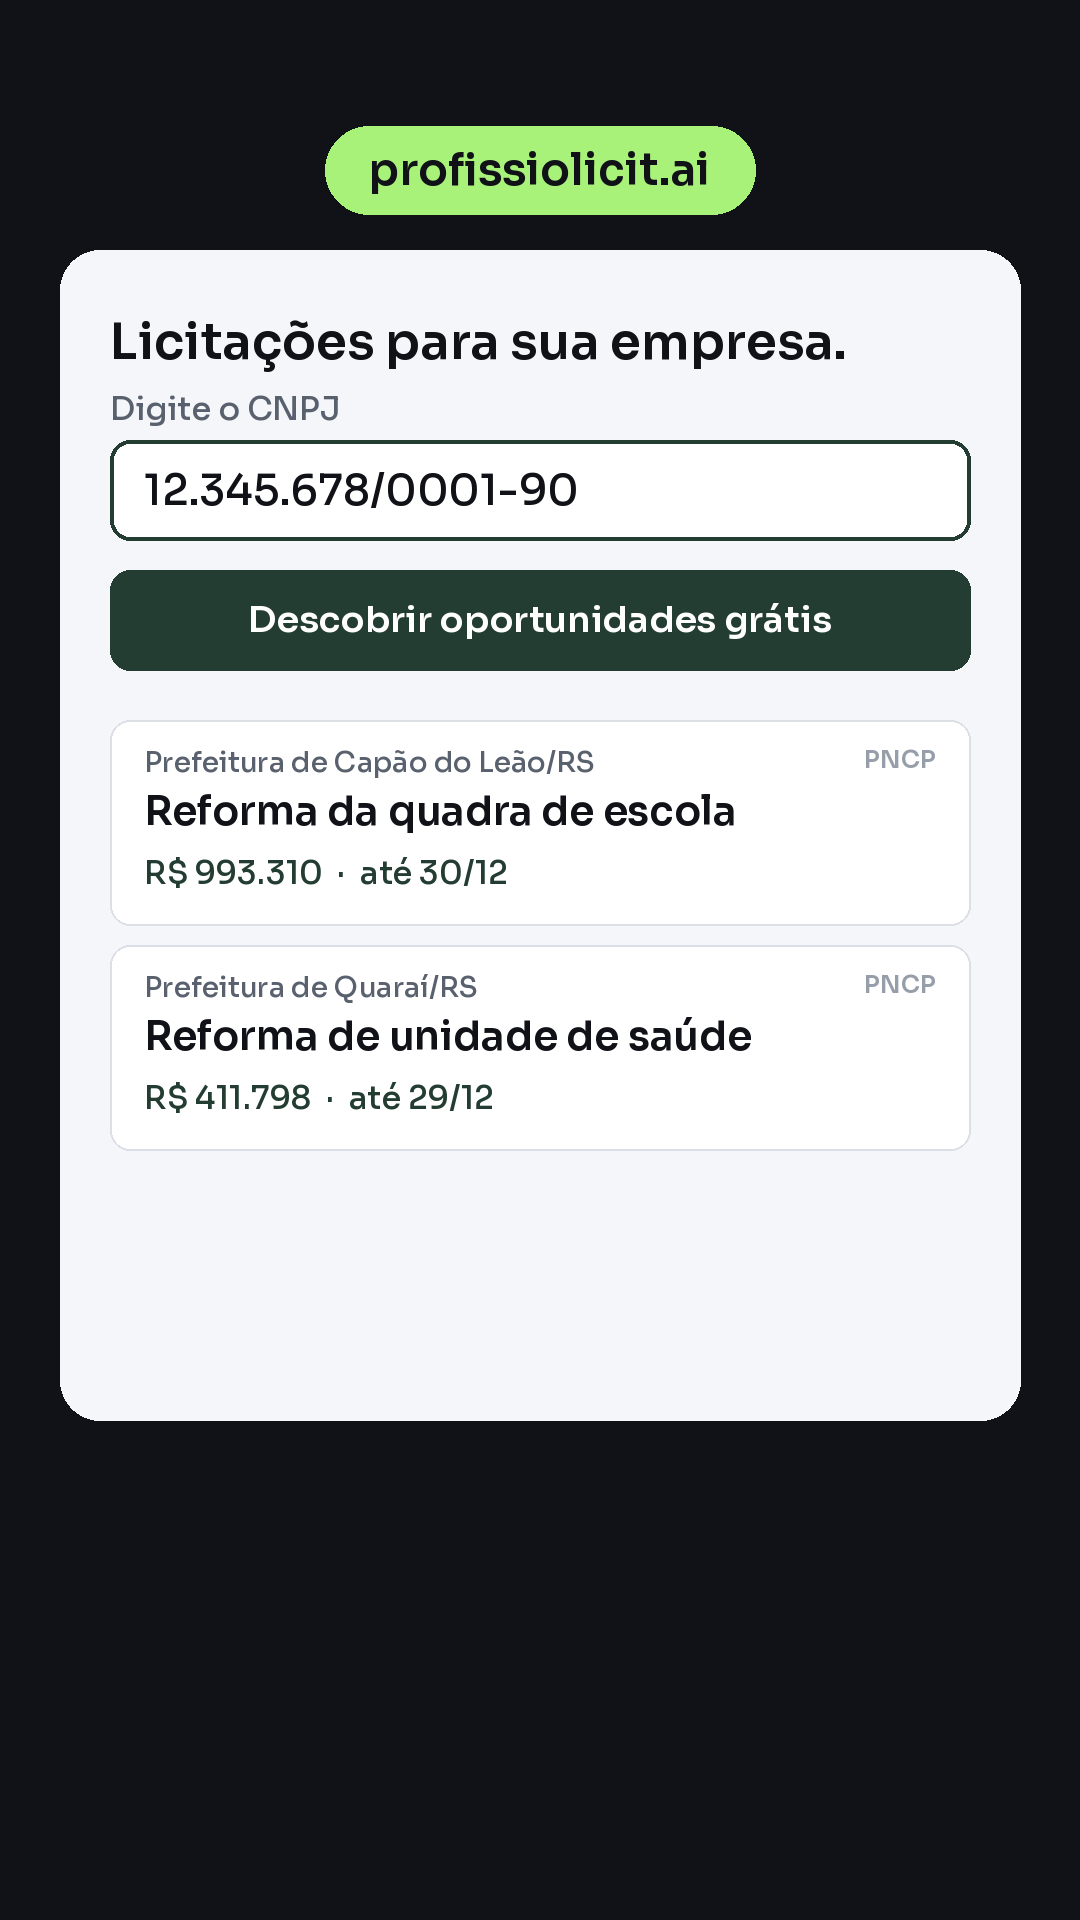 profissiolicit.ai
Licitações para sua empresa.
Digite o CNPJ
12.345.678/0001-90
Descobrir oportunidades grátis
Prefeitura de Capão do Leão/RS
PNCP
Reforma da quadra de escola
R$ 993.310 · até 30/12
Prefeitura de Quaraí/RS
PNCP
Reforma de unidade de saúde
R$ 411.798 · até 29/12